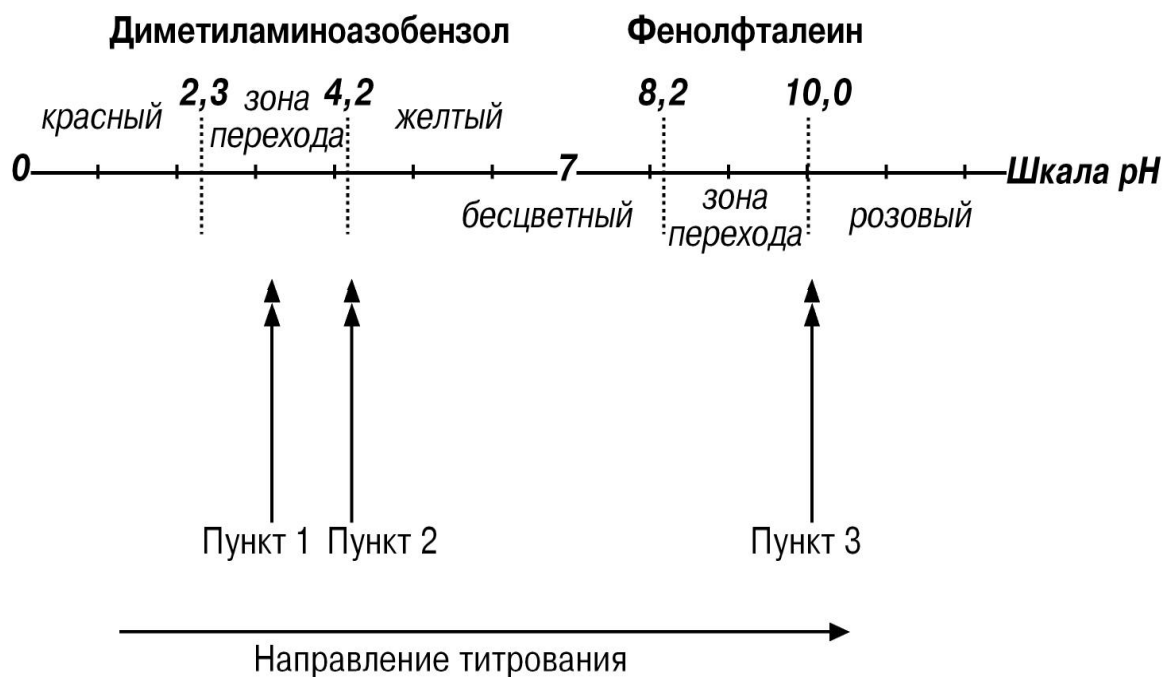 Диметиламиноазобензол
Фенолфталеин
красный 2,3 зона 4,2 желтый
перехода
8,2 10,0
0 7 Шкала pH
бесцветный зона розовый
перехода
Пункт 1 Пункт 2 Пункт 3
Направление титрования